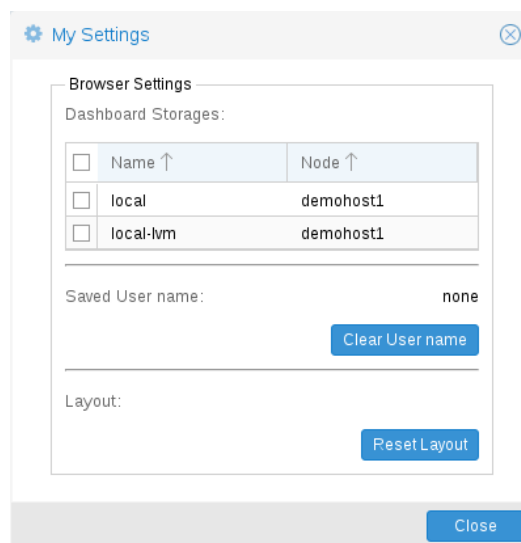 My Settings
Browser Settings
Dashboard Storages:
Name Node
local demohost1
local-lvm demohost1
Saved User name: none
Clear User name
Layout:
Reset Layout
Close